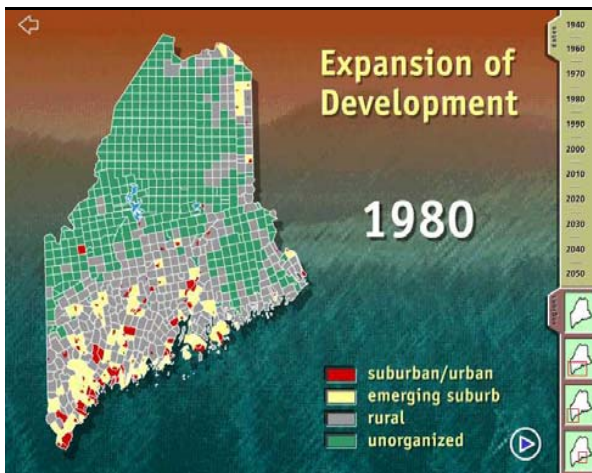 Expansion of
Development
1980
suburban/urban
emerging suburb
rural
unorganized
dates
1940
1960
1970
1980
1990
2000
2010
2020
2030
2040
2050